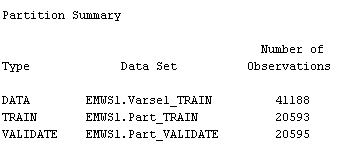 Partition Summary
Number of
Type Data Set Observations
DATA EMWS1.Varsel_TRAIN 41188
TRAIN EMWS1.Part_TRAIN 20593
VALIDATE EMWS1.Part_VALIDATE 20595